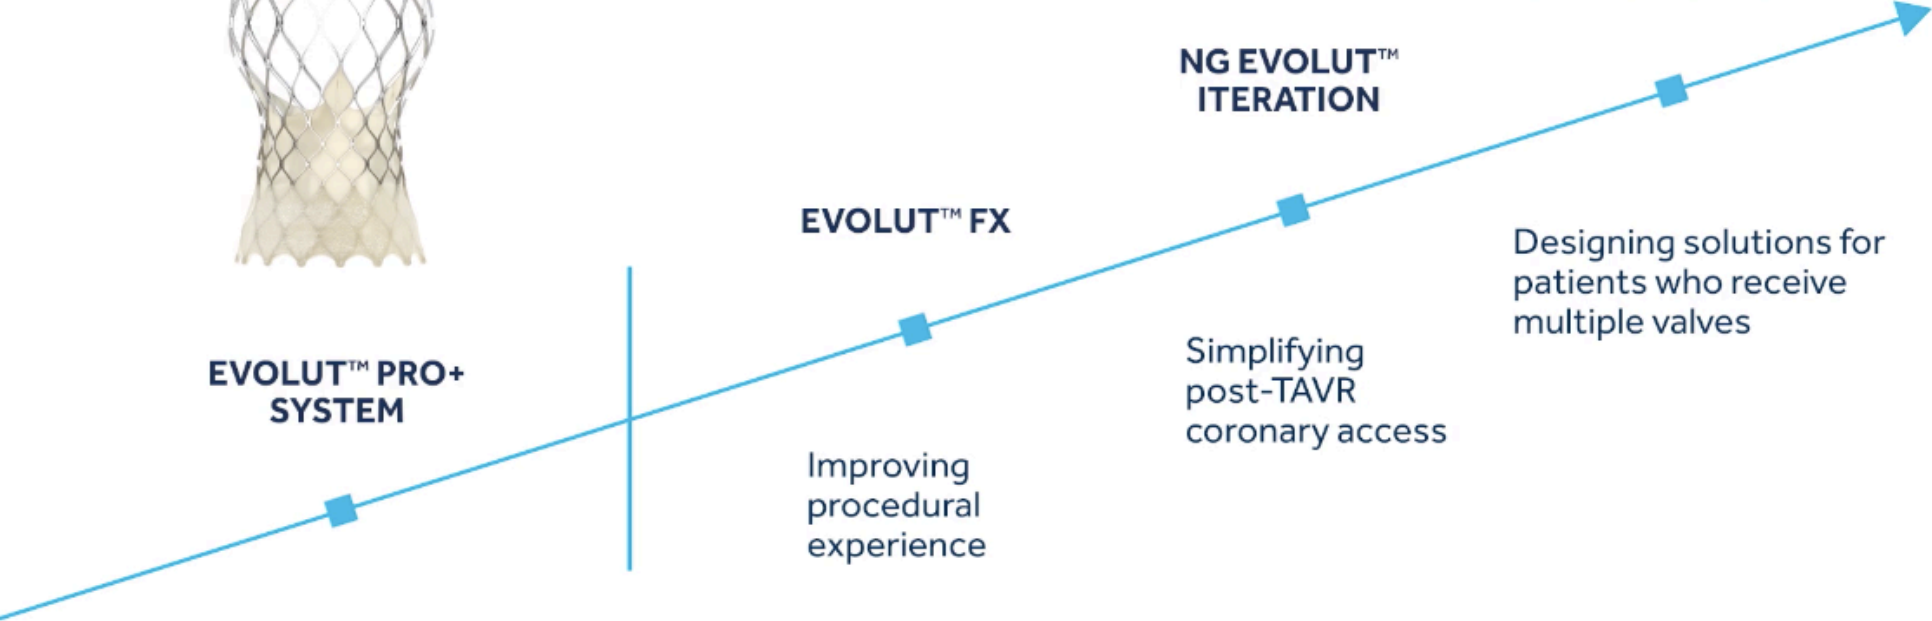 EVOLUT™ PRO+
SYSTEM
EVOLUT™ FX
Improving
procedural
experience
NG EVOLUT™
ITERATION
Simplifying
post-TAVR
coronary access
Designing solutions for
patients who receive
multiple valves